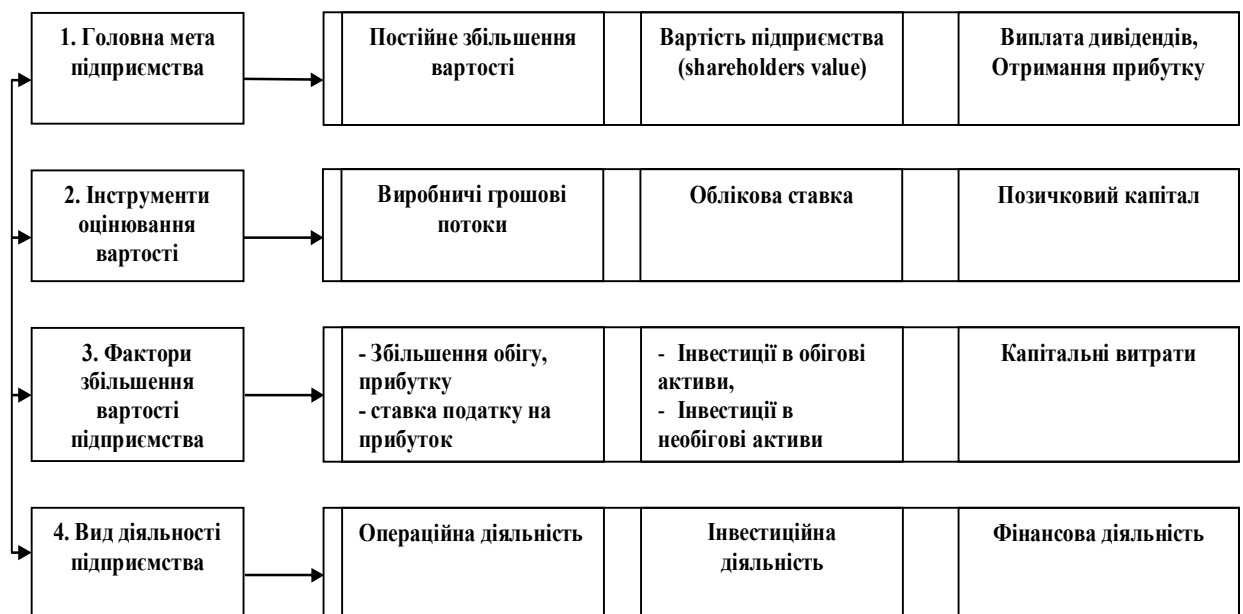 1. Головна мета
підприємства
Постійне збільшення
вартості
Вартість підприємства
(shareholders value)
Виплата дивідендів,
Отримання прибутку
2. Інструменти
оцінювання
вартості
Виробничі грошові
потоки
Облікова ставка
Позичковий капітал
3. Фактори
збільшення
вартості
підприємства
- Збільшення обігу,
прибутку
- ставка податку на
прибуток
- Інвестиції в обігові
активи,
- Інвестиції в
необігові активи
Капітальні витрати
4. Вид діяльності
підприємства
Операційна діяльність
Інвестиційна
діяльність
Фінансова діяльність